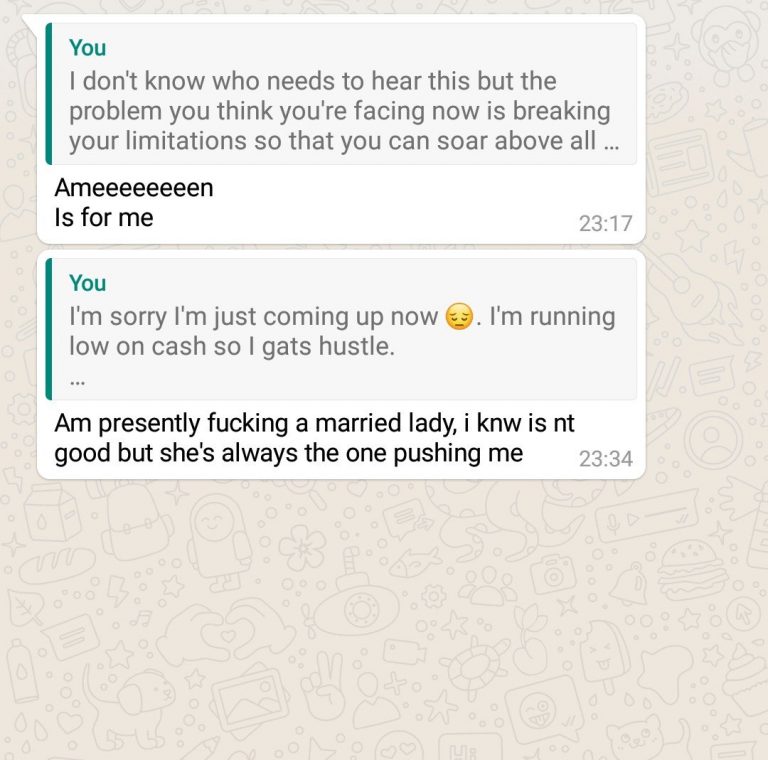 You
I don't know who needs to hear this but the
problem you think you're facing now is breaking
your limitations so that you can soar above all ...
Ameeeeeeeen
Is for me
23:17
You
I'm sorry I'm just coming up now 😔. I'm running
low on cash so I gats hustle.
...
Am presently fucking a married lady, i knw is nt
good but she's always the one pushing me
23:34